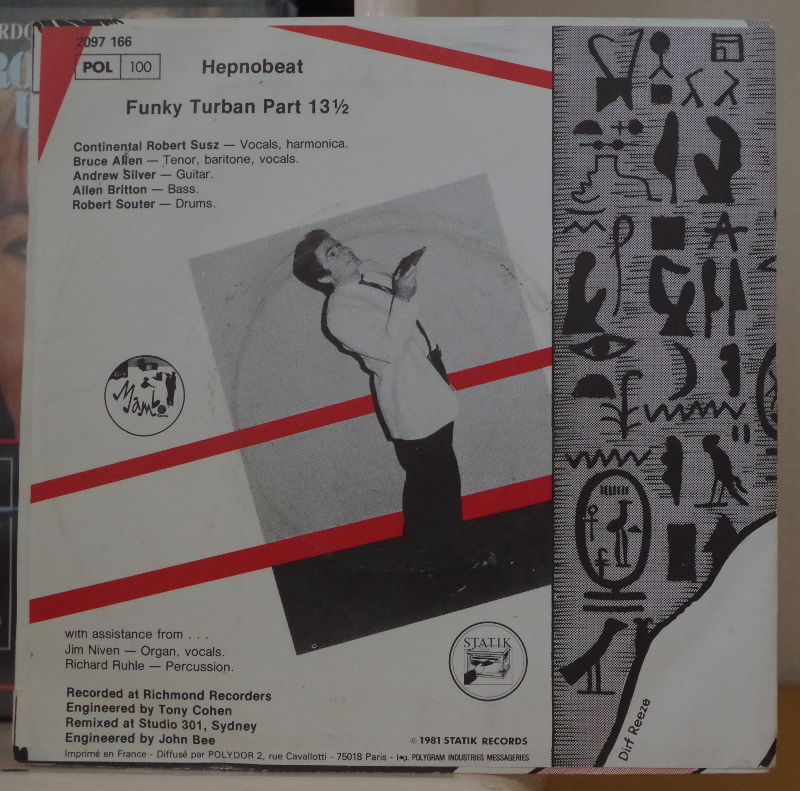 2097 166
POL 100
Hepnobeat
Funky Turban Part 13½
Continental Robert Susz — Vocals, harmonica.
Bruce Allen — Tenor, baritone, vocals.
Andrew Silver — Guitar.
Allen Britton — Bass.
Robert Souter — Drums.
Mambo
with assistance from . . .
Jim Niven — Organ, vocals.
Richard Ruhle — Percussion.
STATIK
Recorded at Richmond Recorders
Engineered by Tony Cohen
Remixed at Studio 301, Sydney
Engineered by John Bee
© 1981 STATIK RECORDS
Imprimé en France - Diffusé par POLYDOR 2, rue Cavallotti - 75018 Paris - Imp. POLYGRAM INDUSTRIES MESSAGERIES
Dirf Reeze